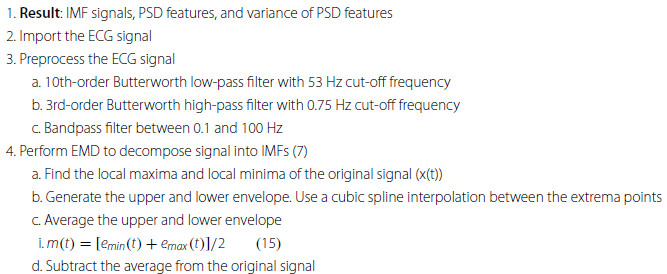 1. Result: IMF signals, PSD features, and variance of PSD features
2. Import the ECG signal
3. Preprocess the ECG signal
a. 10th-order Butterworth low-pass filter with 53 Hz cut-off frequency
b. 3rd-order Butterworth high-pass filter with 0.75 Hz cut-off frequency
c. Bandpass filter between 0.1 and 100 Hz
4. Perform EMD to decompose signal into IMFs (7)
a. Find the local maxima and local minima of the original signal (x(t))
b. Generate the upper and lower envelope. Use a cubic spline interpolation between the extrema points
c. Average the upper and lower envelope
i. m(t) = [emin(t) + emax(t)]/2 (15)
d. Subtract the average from the original signal